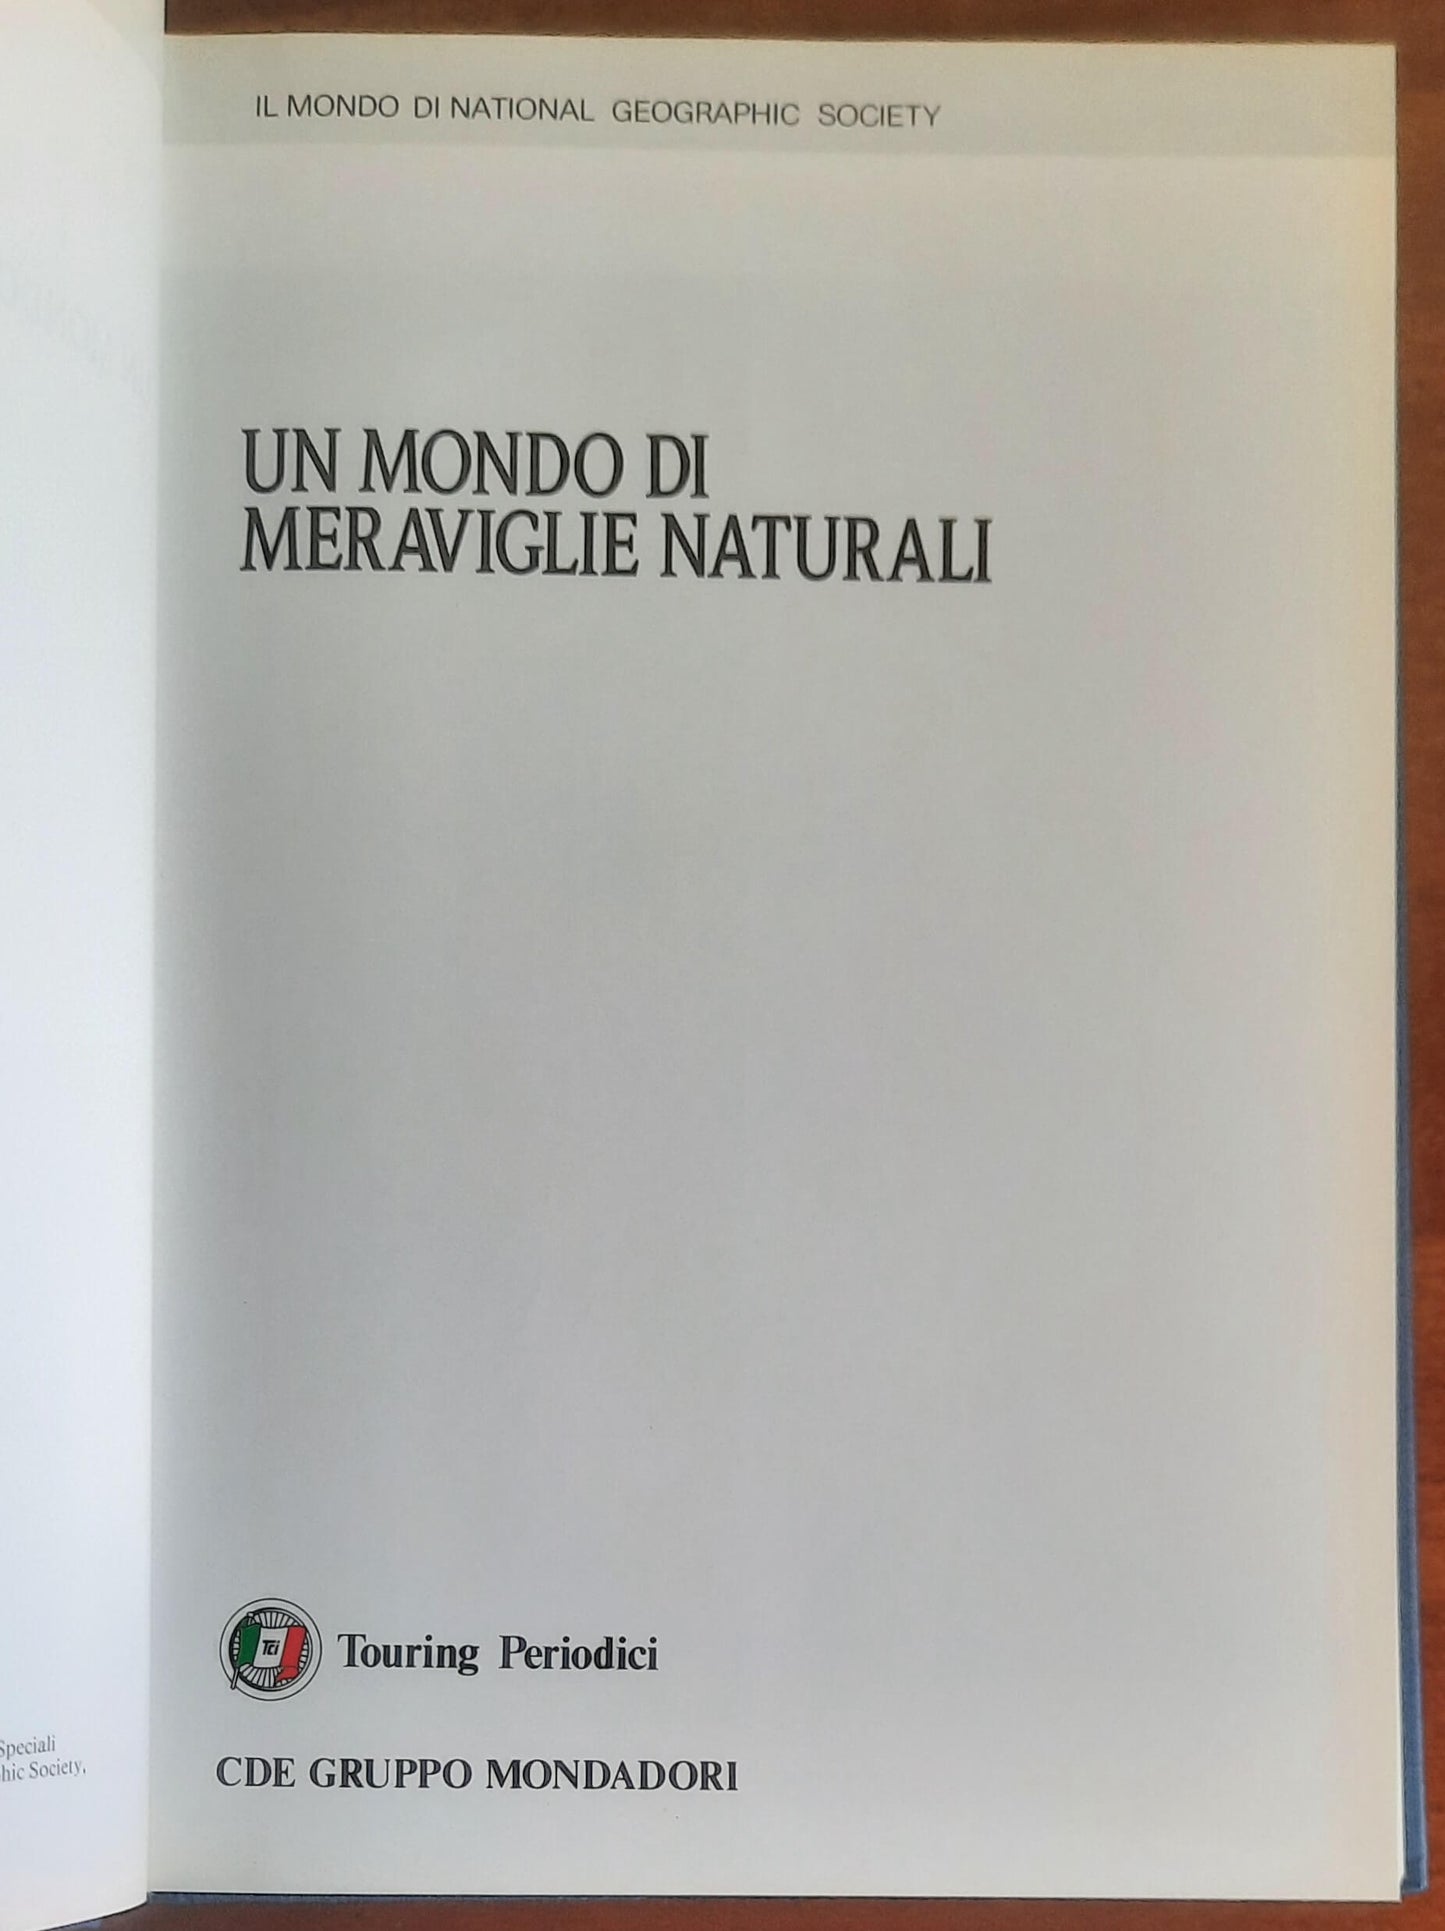 IL MONDO DI NATIONAL GEOGRAPHIC SOCIETY
UN MONDO DI
MERAVIGLIE NATURALI
Tci
Touring Periodici
CDE GRUPPO MONDADORI
Speciali
hic Society,